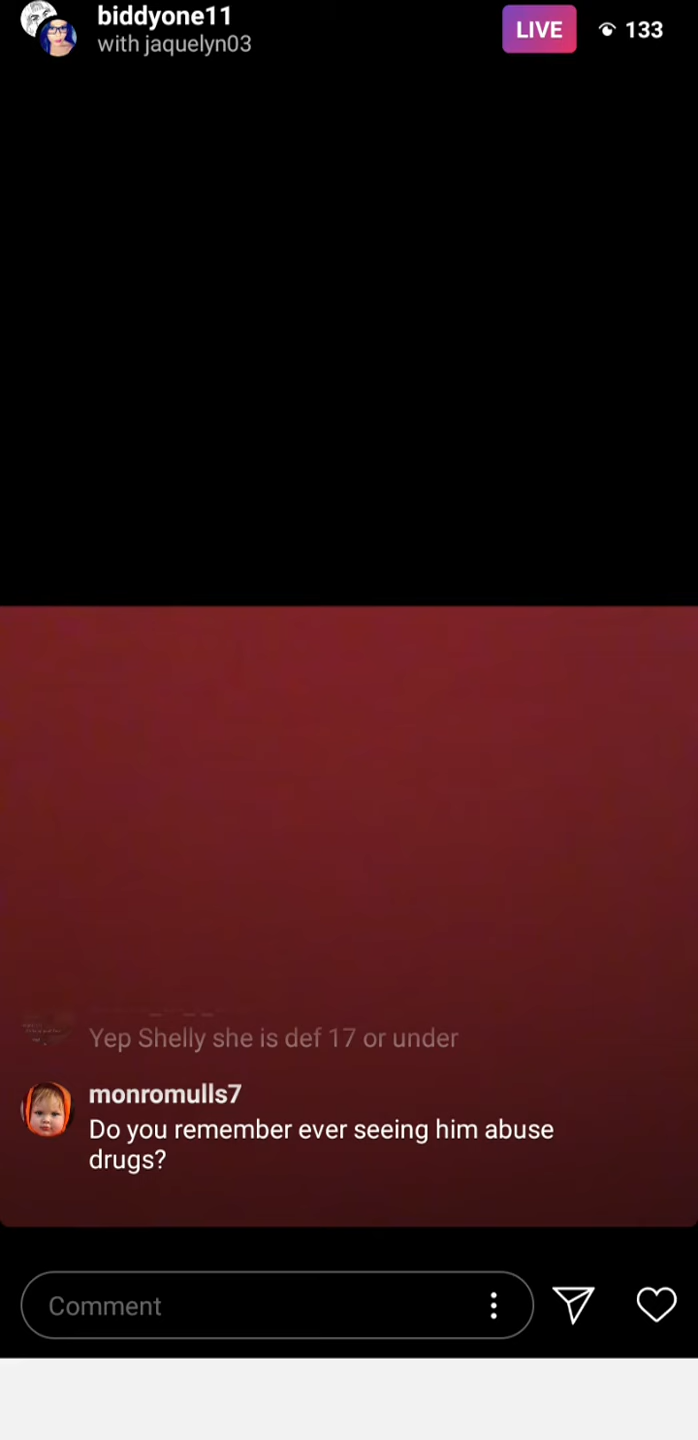 biddyone11
with jaquelyn03
LIVE
133
Yep Shelly she is def 17 or under
monromulls7
Do you remember ever seeing him abuse
drugs?
Comment